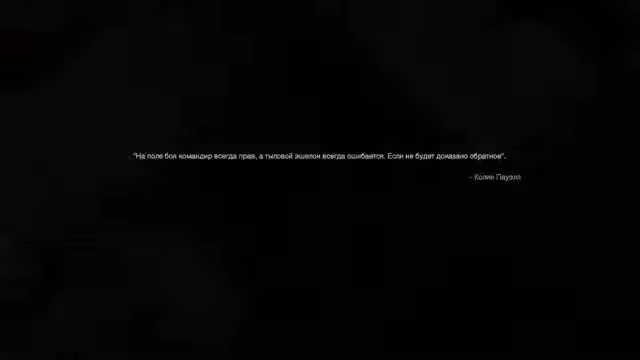 "На поле боя командир всегда прав, а тыловой эшелон всегда ошибается. Если не будет доказано обратное".
- Колин Пауэлл